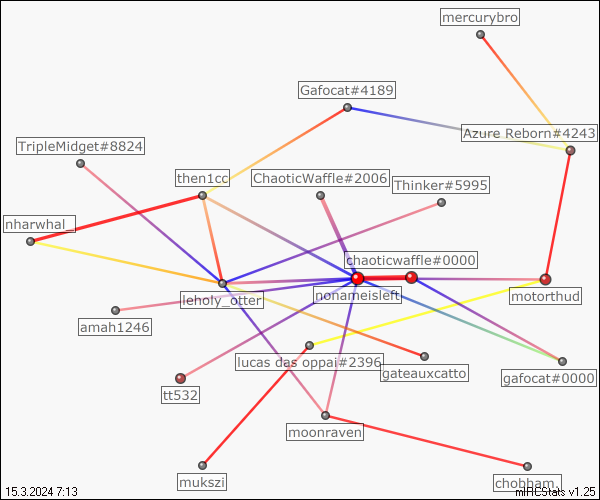 mercurybro
Gafocat#4189
Azure Reborn#4243
TripleMidget#8824
then1cc
ChaoticWaffle#2006
Thinker#5995
nharwhal_
chaoticwaffle#0000
leholy_otter
nonameisleft
motorthud
amah1246
lucas das oppai#2396
gateauxcatto
gafocat#0000
tt532
moonraven
mukszi
chobham.
15.3.2024 7:13
mIRCStats v1.25